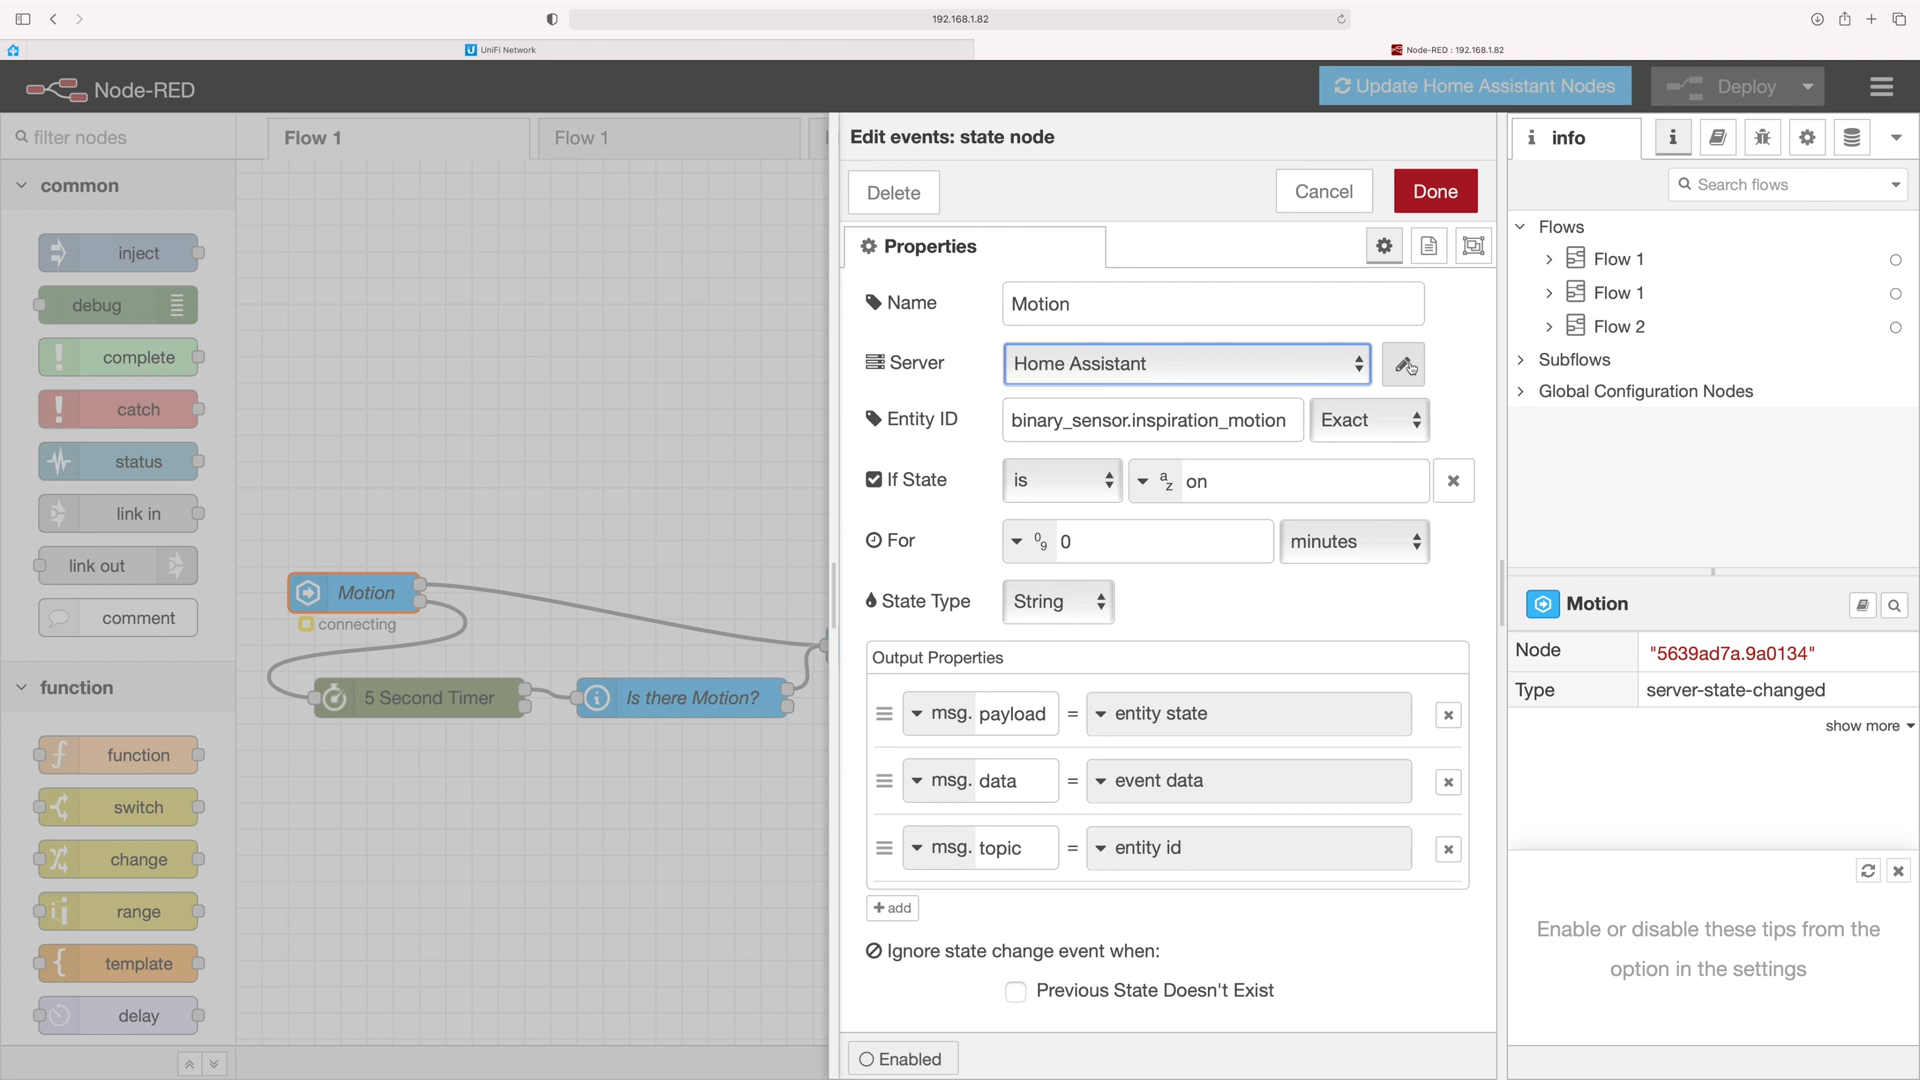 192.168.1.82
UniFi Network
Node-RED : 192.168.1.82
Node-RED
Update Home Assistant Nodes
Deploy
filter nodes
Flow 1
Flow 1
common
inject
debug
complete
catch
status
link in
link out
comment
function
function
switch
change
range
template
delay
Motion
connecting
5 Second Timer
Is there Motion?
Edit events: state node
Delete
Cancel
Done
Properties
Name
Motion
Server
Home Assistant
Entity ID
binary_sensor.inspiration_motion
Exact
If State
is
on
For
0
minutes
State Type
String
Output Properties
msg. payload = entity state
msg. data = event data
msg. topic = entity id
+ add
Ignore state change event when:
Previous State Doesn't Exist
Enabled
info
Search flows
Flows
Flow 1
Flow 1
Flow 2
Subflows
Global Configuration Nodes
Motion
Node "5639ad7a.9a0134"
Type server-state-changed
show more
Enable or disable these tips from the
option in the settings